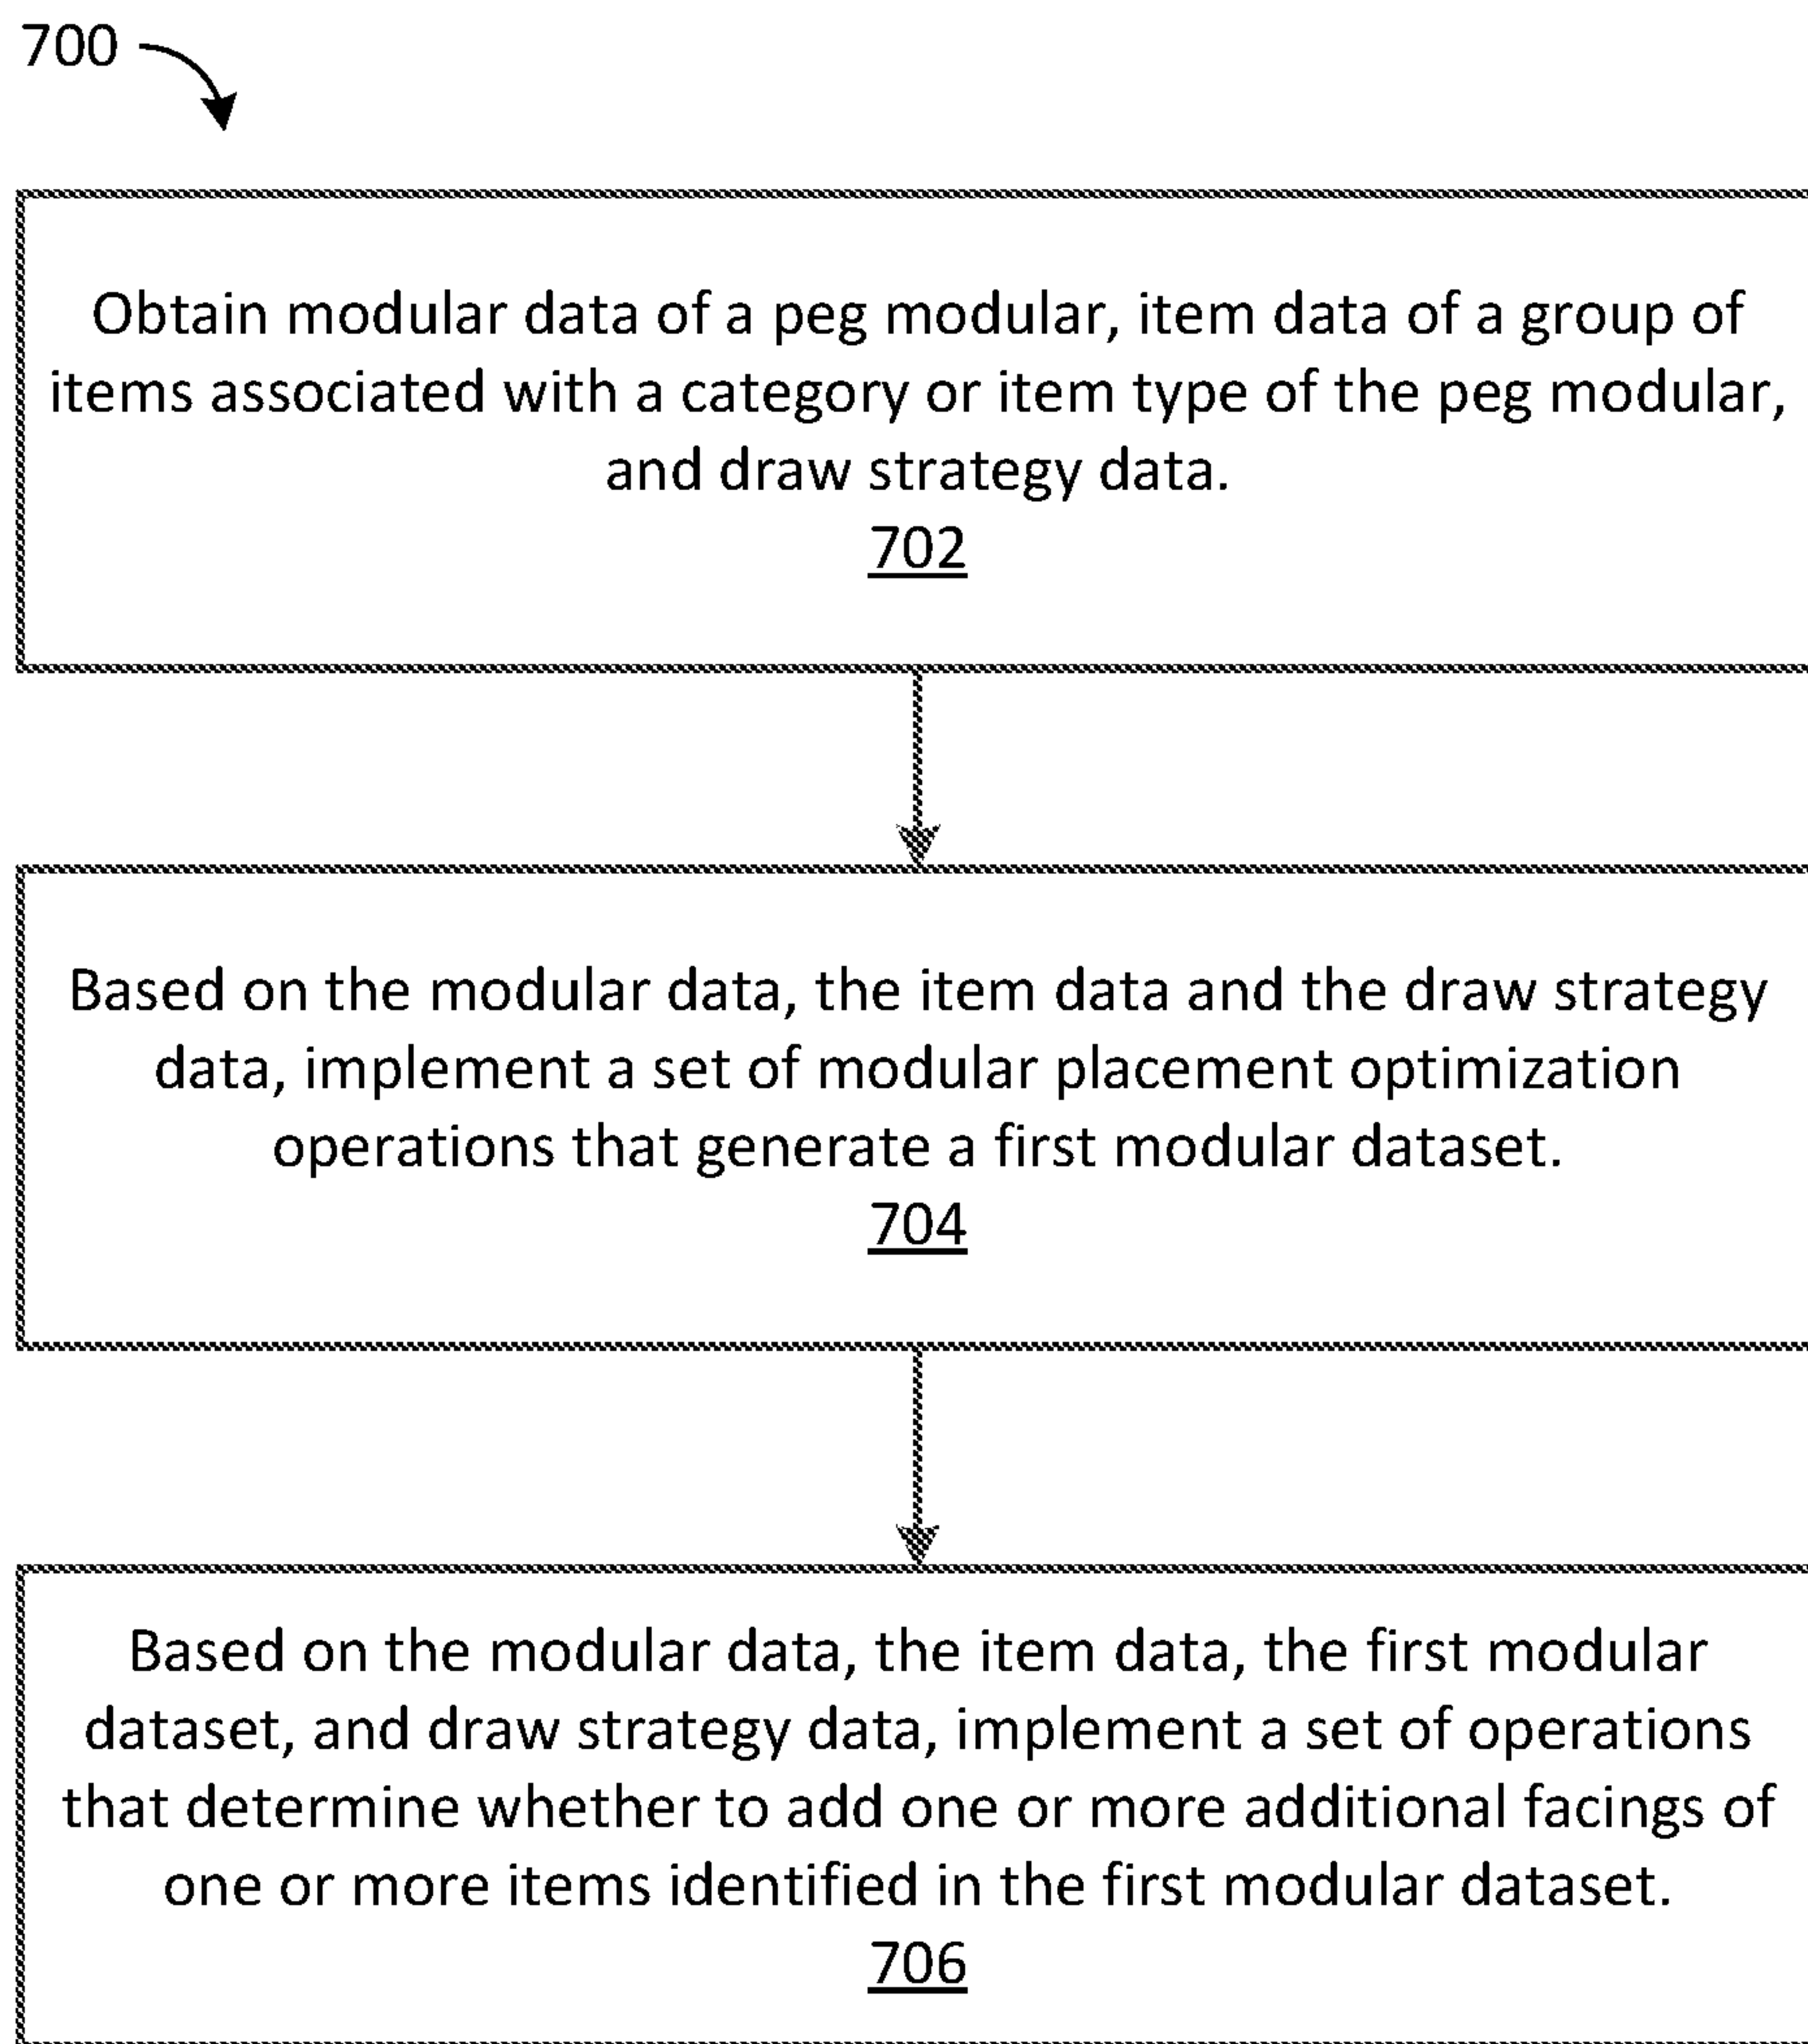 700
Obtain modular data of a peg modular, item data of a group of
items associated with a category or item type of the peg modular,
and draw strategy data.
702
Based on the modular data, the item data and the draw strategy
data, implement a set of modular placement optimization
operations that generate a first modular dataset.
704
Based on the modular data, the item data, the first modular
dataset, and draw strategy data, implement a set of operations
that determine whether to add one or more additional facings of
one or more items identified in the first modular dataset.
706